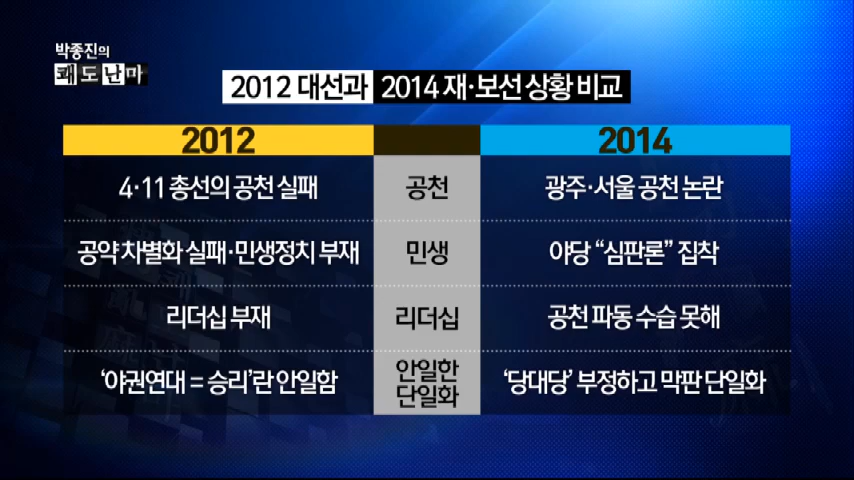 박종진의
쾌도난마
2012 대선과 2014 재·보선 상황 비교
2012 2014
4·11 총선의 공천 실패 공천 광주·서울 공천 논란
공약 차별화 실패·민생정치 부재 민생 야당 “심판론” 집착
리더십 부재 리더십 공천 파동 수습 못해
‘야권연대 = 승리’란 안일함 안일한 단일화 ‘당대당’ 부정하고 막판 단일화